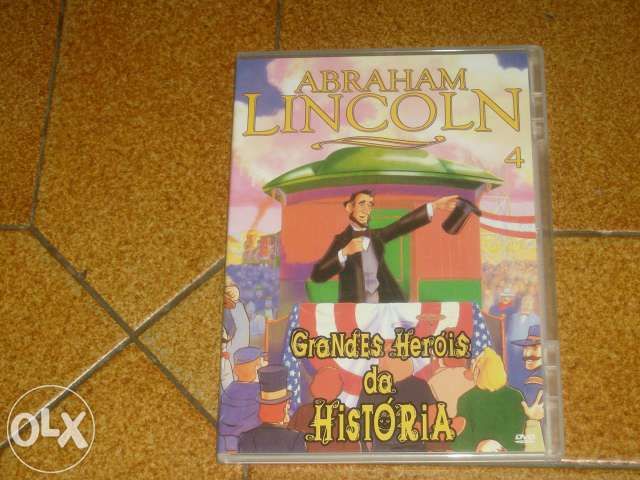 ABRAHAM
LINCOLN
4
GRANDES HERÓIS
da
HiSTÓRiA
DVD
OLX